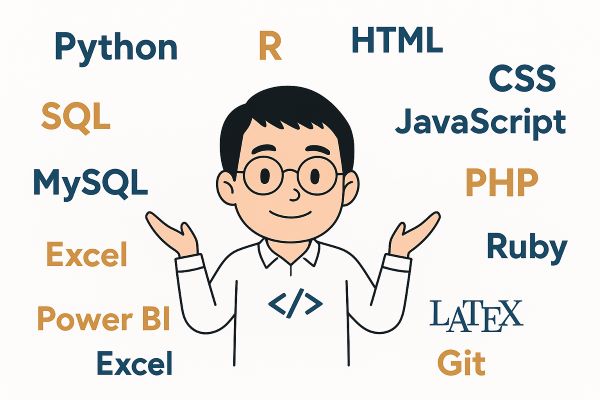 Python
R
HTML
CSS
SQL
JavaScript
MySQL
PHP
Excel
Ruby
</>
Power BI
LATEX
Excel
Git